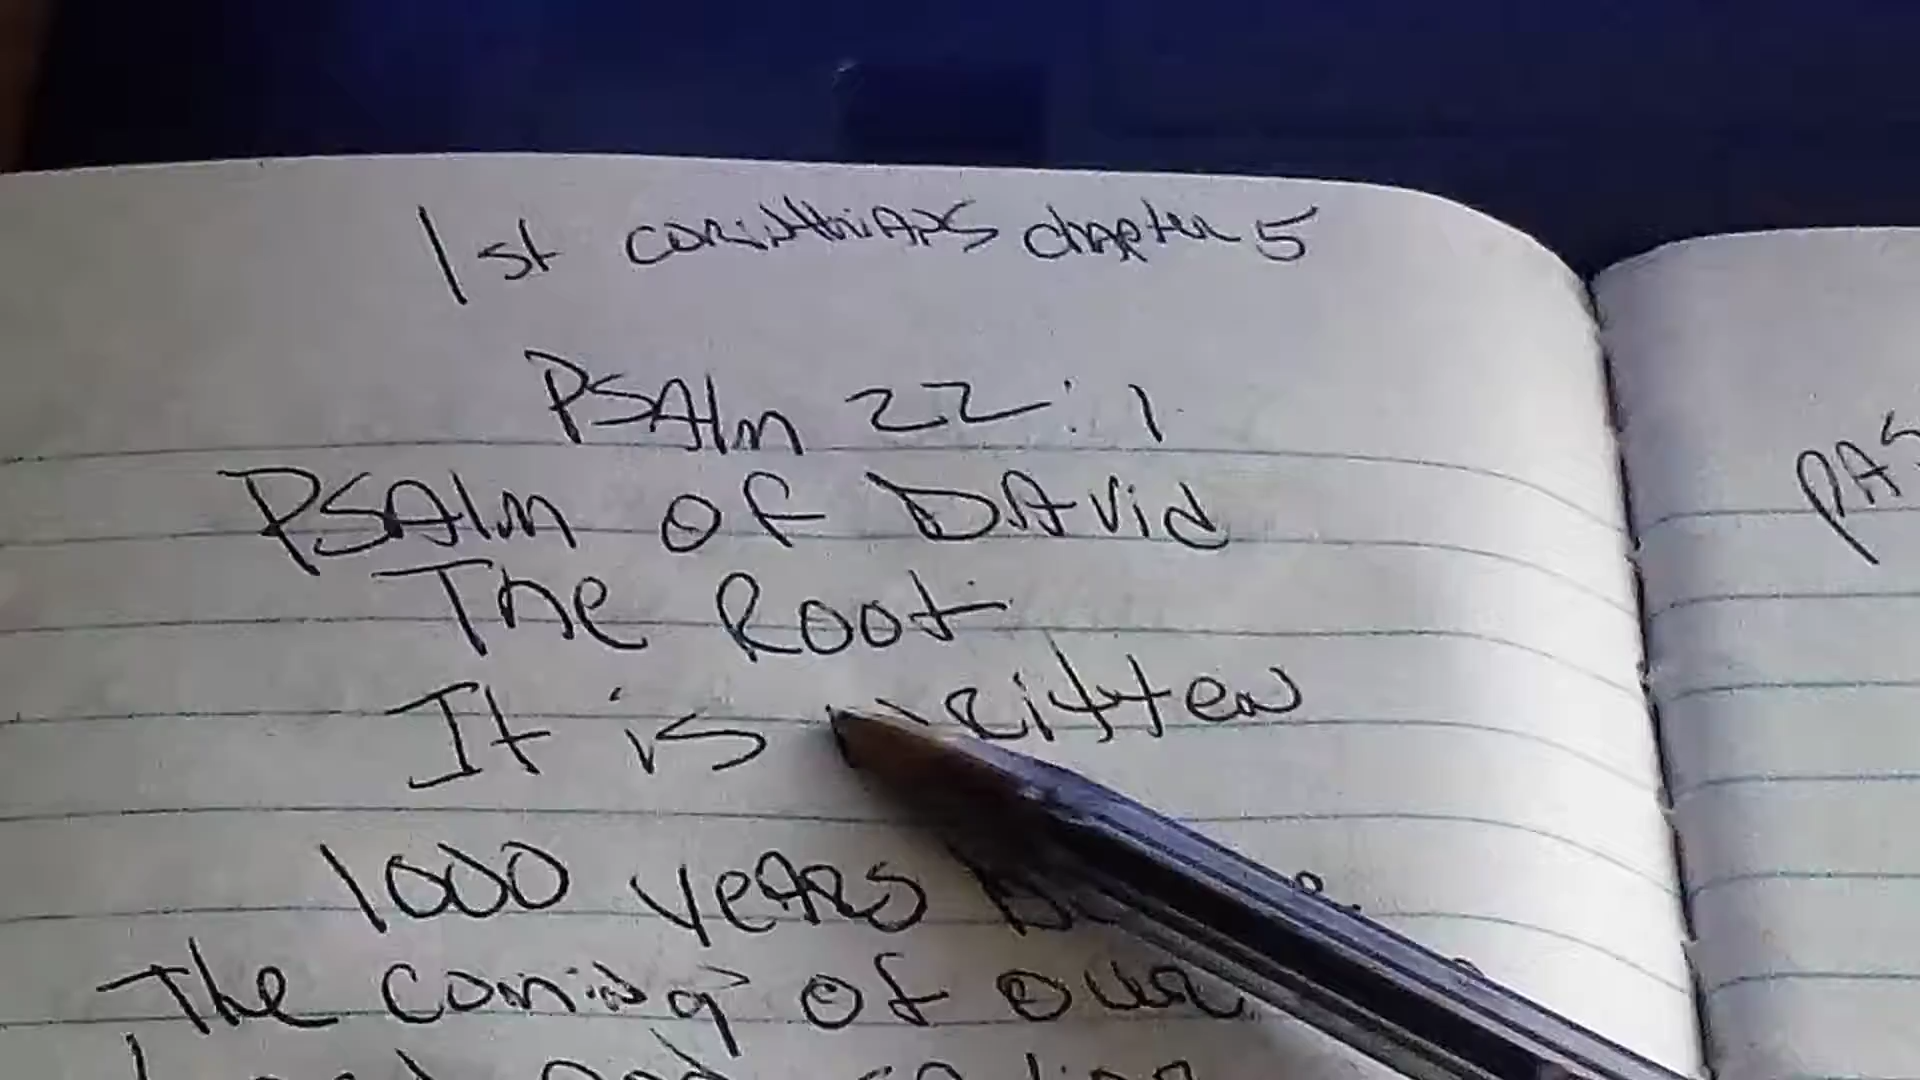 1st corinthians chapter 5
Psalm 22:1
Psalm of David
The Root
It is written
1000 years
The coming of our
PAS